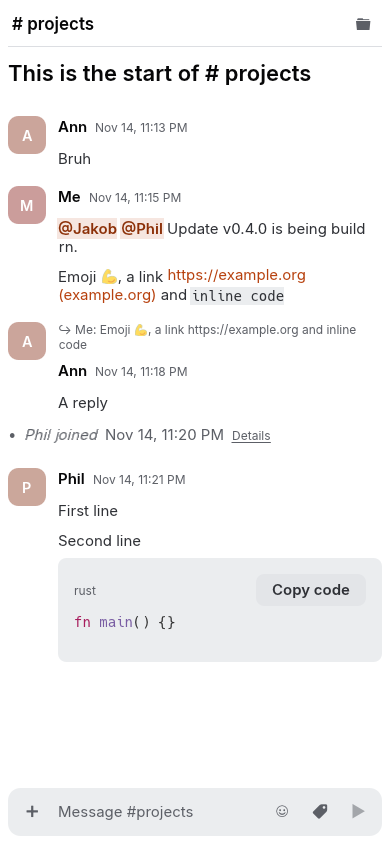 # projects
This is the start of # projects
A
Ann Nov 14, 11:13 PM
Bruh
M
Me Nov 14, 11:15 PM
@Jakob @Phil Update v0.4.0 is being build
rn.
Emoji 💪, a link https://example.org
(example.org) and inline code
↪ Me: Emoji 💪, a link https://example.org and inline
code
A
Ann Nov 14, 11:18 PM
A reply
• Phil joined Nov 14, 11:20 PM Details
P
Phil Nov 14, 11:21 PM
First line
Second line
rust Copy code
fn main() {}
Message #projects